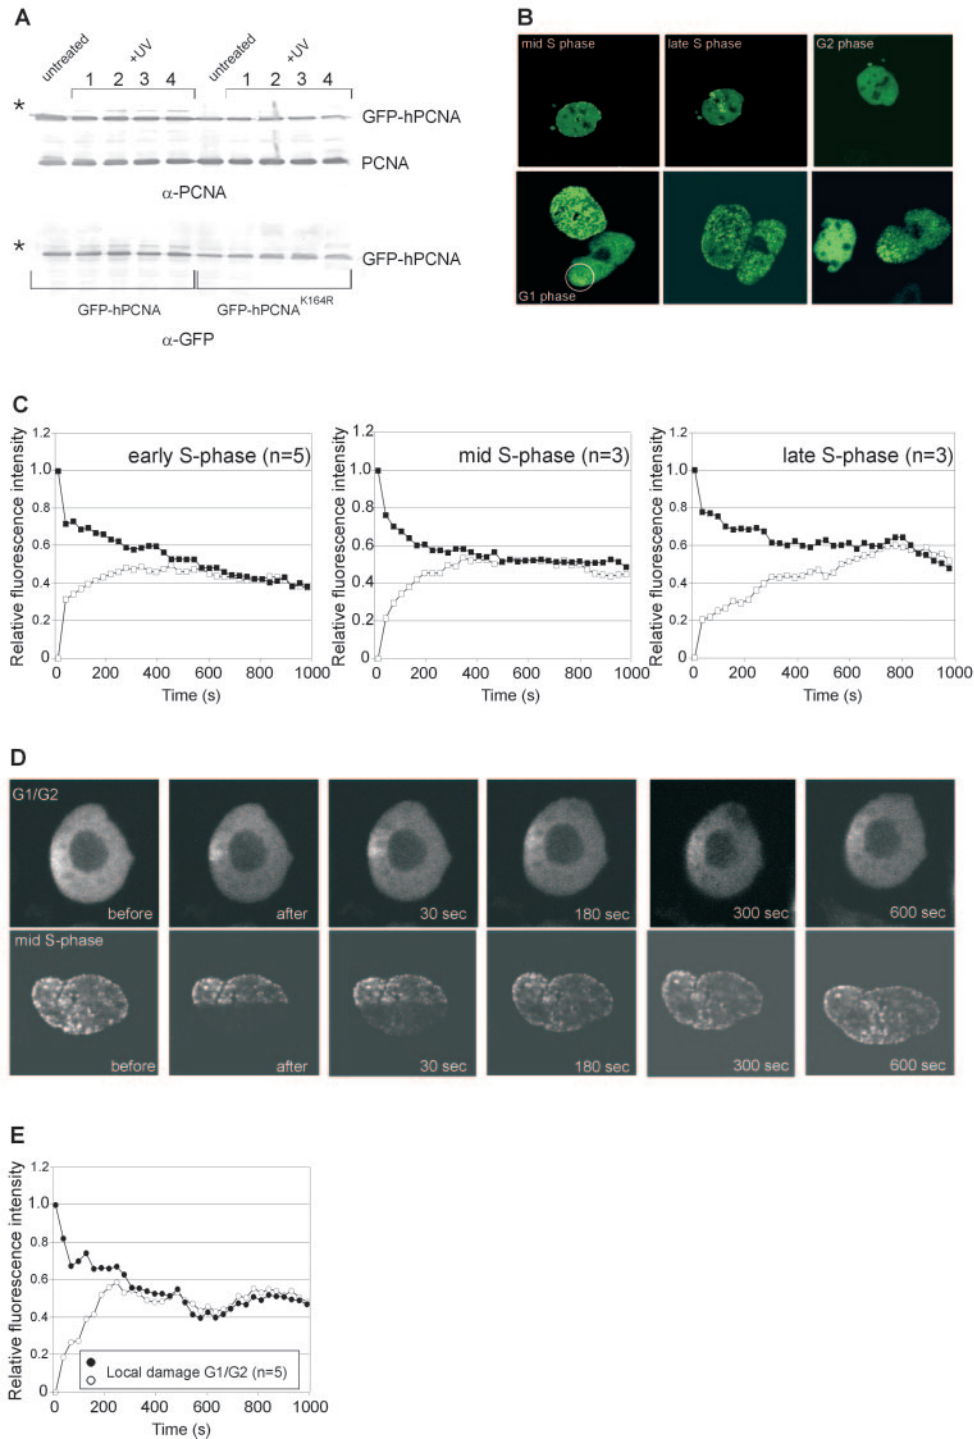 A
untreated +UV untreated +UV
1 2 3 4 1 2 3 4
* GFP-hPCNA
PCNA
α-PCNA
* GFP-hPCNA
GFP-hPCNA GFP-hPCNA^K164R
α-GFP
B
mid S phase late S phase G2 phase
G1 phase
C
Relative fluorescence intensity
1.2
1.0
0.8
0.6
0.4
0.2
0
early S-phase (n=5)
0 200 400 600 800 1000
Time (s)
Relative fluorescence intensity
1.2
1.0
0.8
0.6
0.4
0.2
0
mid S-phase (n=3)
0 200 400 600 800 1000
Time (s)
Relative fluorescence intensity
1.2
1.0
0.8
0.6
0.4
0.2
0
late S-phase (n=3)
0 200 400 600 800 1000
Time (s)
D
G1/G2
before after 30 sec 180 sec 300 sec 600 sec
mid S-phase
before after 30 sec 180 sec 300 sec 600 sec
E
Relative fluorescence intensity
1.2
1.0
0.8
0.6
0.4
0.2
0
Local damage G1/G2 (n=5)
0 200 400 600 800 1000
Time (s)